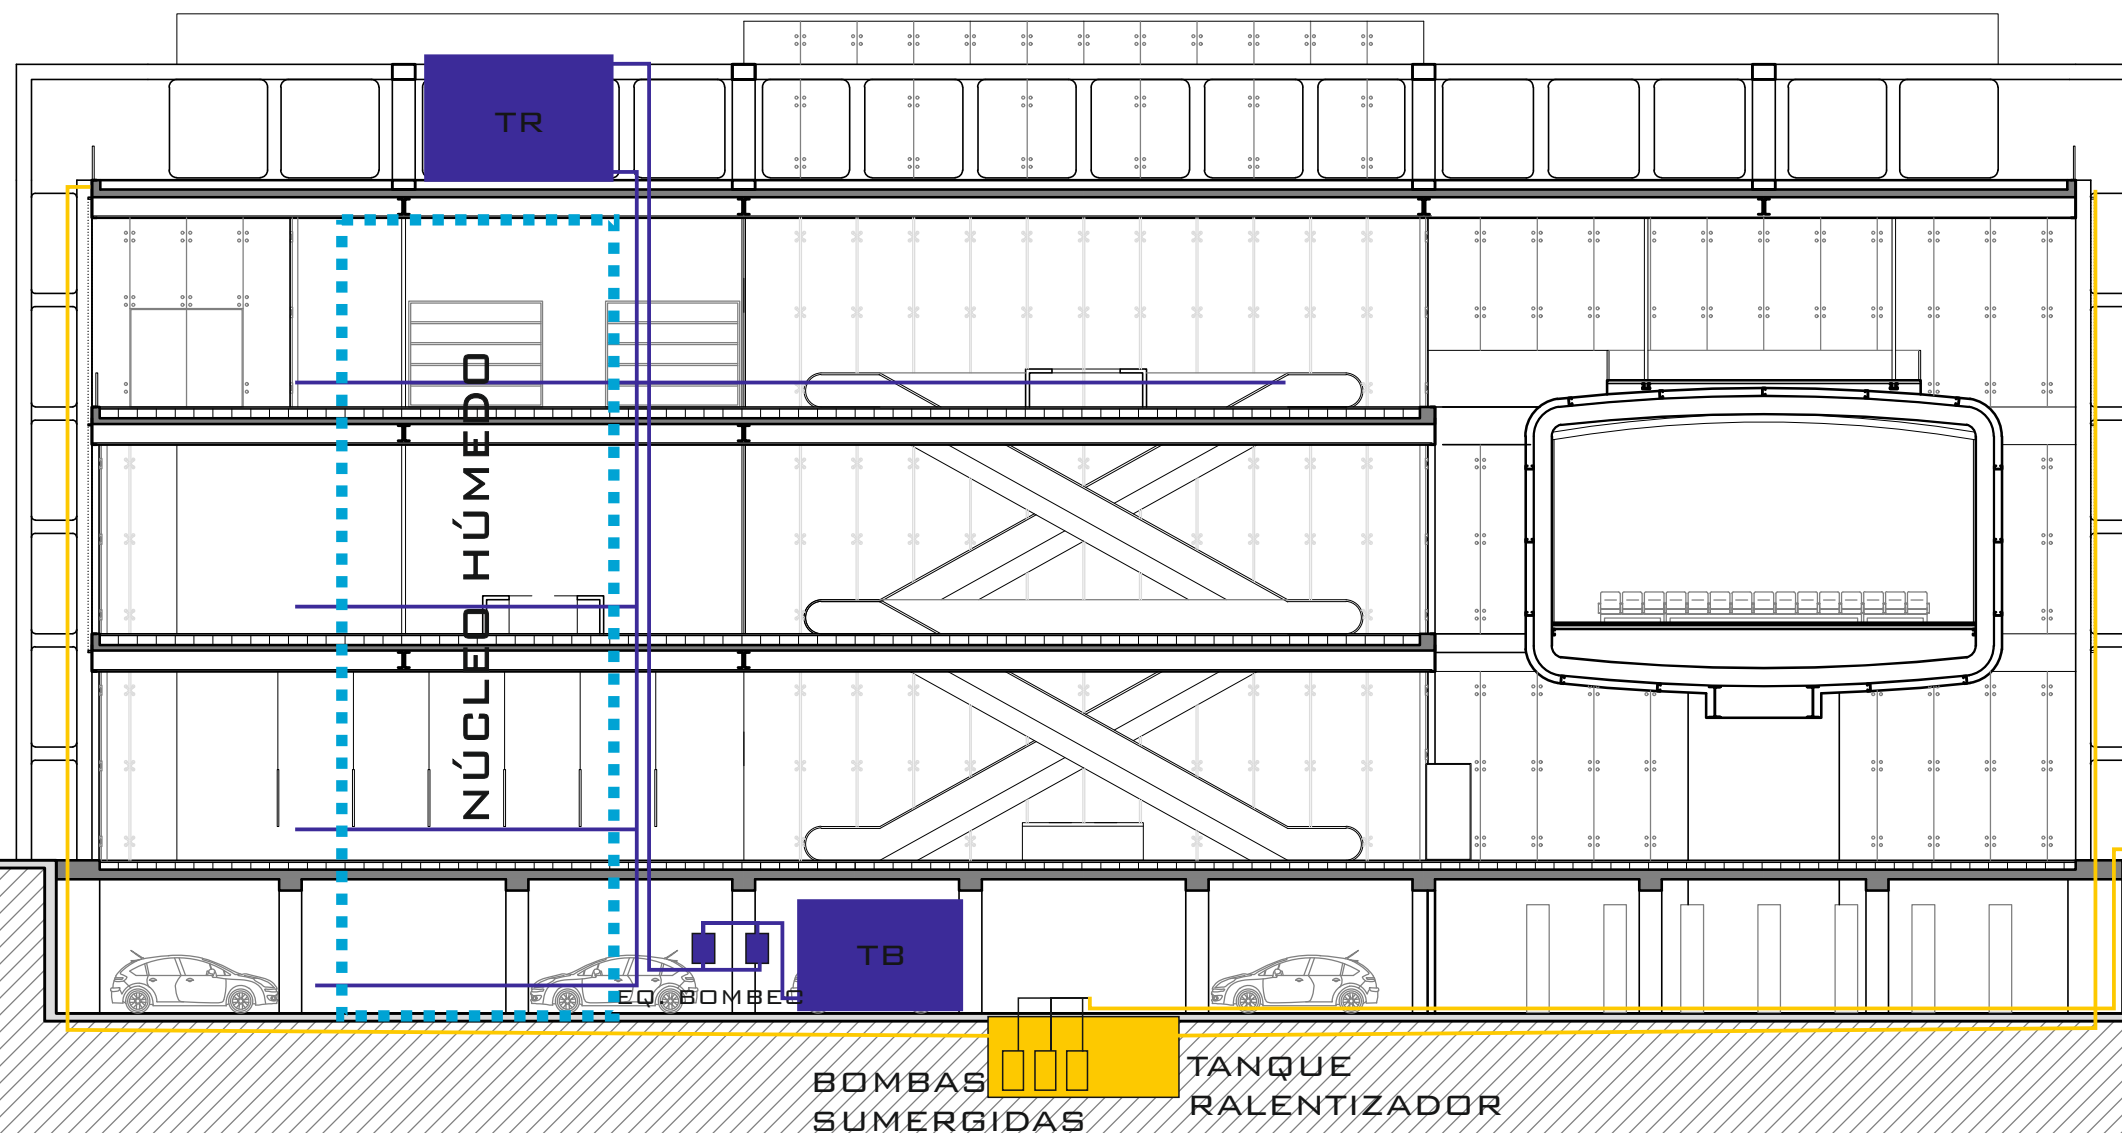 TR
NÚCLEO HÚMEDO
TB
EQ. BOMBEO
BOMBAS
SUMERGIDAS
TANQUE
RALENTIZADOR